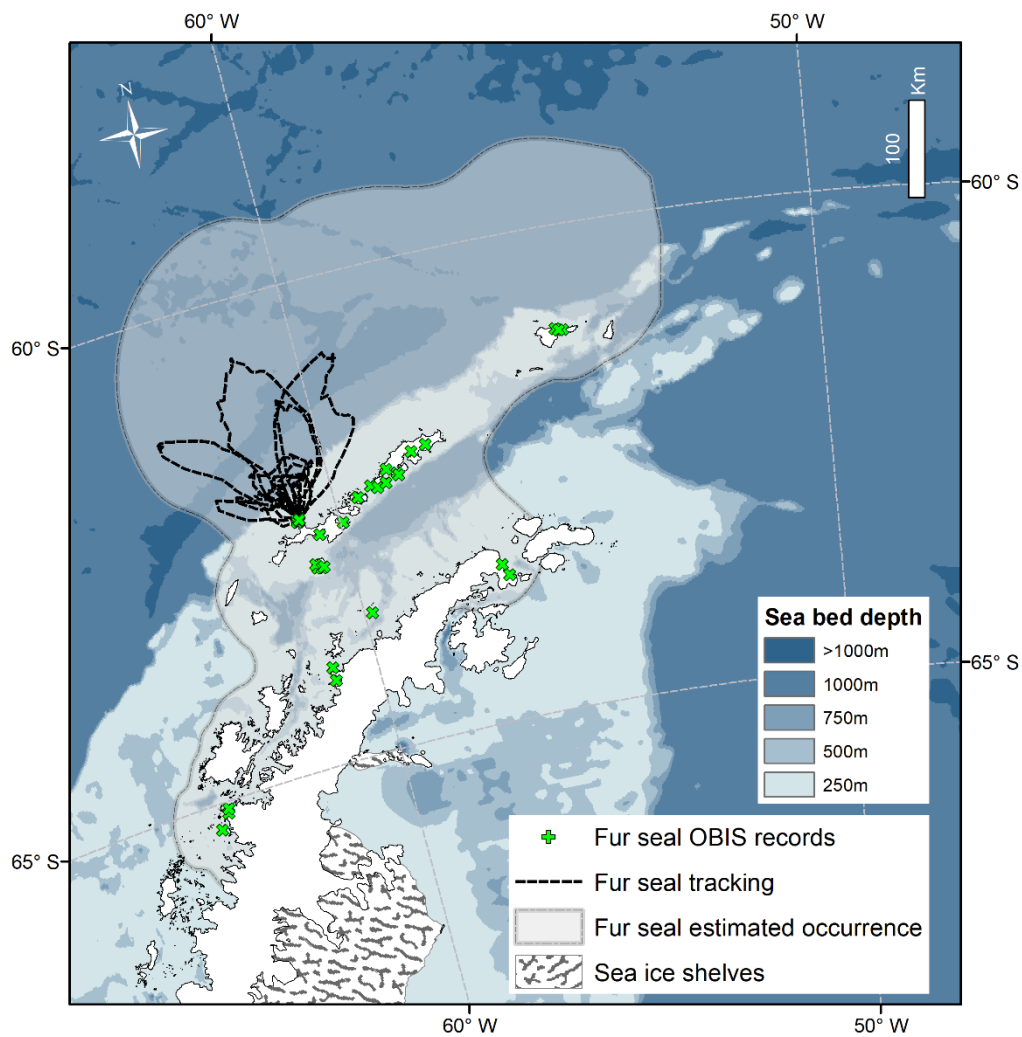 60° W
50° W
N
Km
100
60° S
60° S
65° S
65° S
Sea bed depth
>1000m
1000m
750m
500m
250m
Fur seal OBIS records
Fur seal tracking
Fur seal estimated occurrence
Sea ice shelves
60° W
50° W